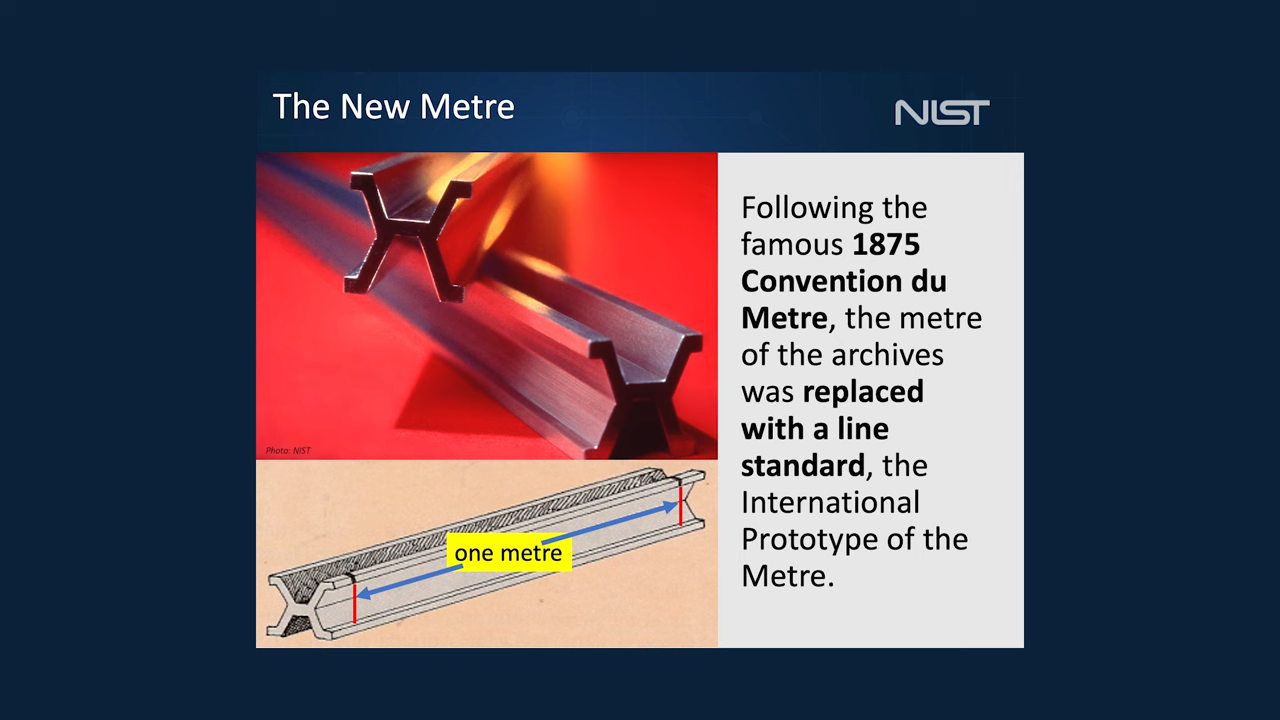 The New Metre
NIST
Following the
famous 1875
Convention du
Metre, the metre
of the archives
was replaced
with a line
standard, the
International
Prototype of the
Metre.
Photo: NIST
one metre